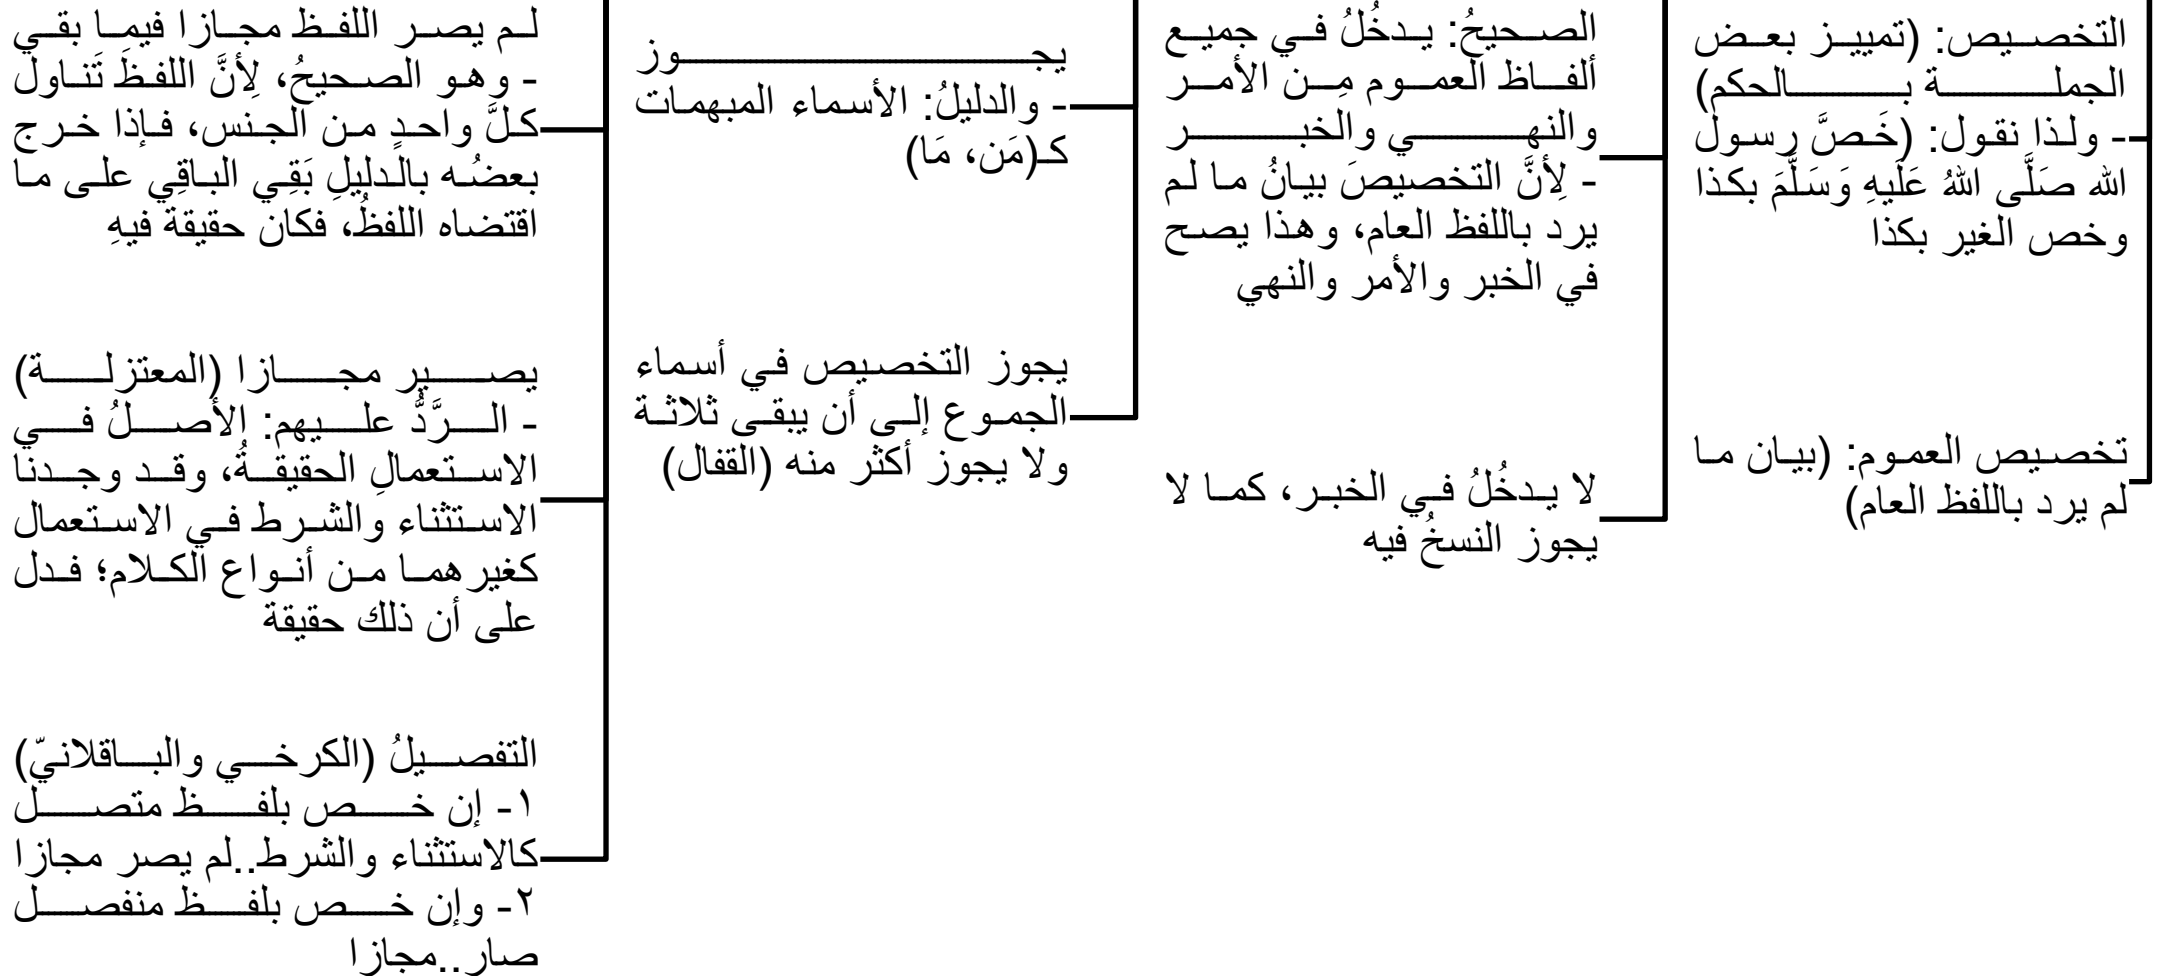 التخصيص: (تمييز بعض
الجملة بالحكم)
- ولذا نقول: (خَصَّ رسول
الله صَلَّى اللهُ عَلَيهِ وَسَلَّمَ بكذا
وخص الغير بكذا
تخصيص العموم: (بيان ما
لم يرد باللفظ العام)
الصحيحُ: يدخُلُ في جميع
ألفاظ العموم مِن الأمر
والنهي والخبر
- لِأنَّ التخصيصَ بيانُ ما لم
يرد باللفظ العام، وهذا يصح
في الخبر والأمر والنهي
لا يدخُلُ في الخبر، كما لا
يجوز النسخُ فيه
يجوز
- والدليلُ: الأسماء المبهمات
كـ(مَن، مَا)
يجوز التخصيص في أسماء
الجموع إلى أن يبقى ثلاثة
ولا يجوز أكثر منه (القفال)
لم يصر اللفظ مجازا فيما بقي
- وهو الصحيحُ، لِأنَّ اللفظَ تَناول
كلَّ واحدٍ من الجنس، فإذا خرج
بعضُه بالدليلِ بَقِي الباقِي على ما
اقتضاه اللفظُ، فكان حقيقة فيهِ
يصير مجازا (المعتزلة)
- الرَّدُّ عليهم: الأصلُ في
الاستعمالِ الحقيقةُ، وقد وجدنا
الاستثناء والشرط في الاستعمال
كغيرهما من أنواع الكلام؛ فدل
على أن ذلك حقيقة
التفصيلُ (الكرخي والباقلانيّ)
١- إن خص بلفظ متصل
كالاستثناء والشرط..لم يصر مجازا
٢- وإن خص بلفظ منفصل
صار..مجازا